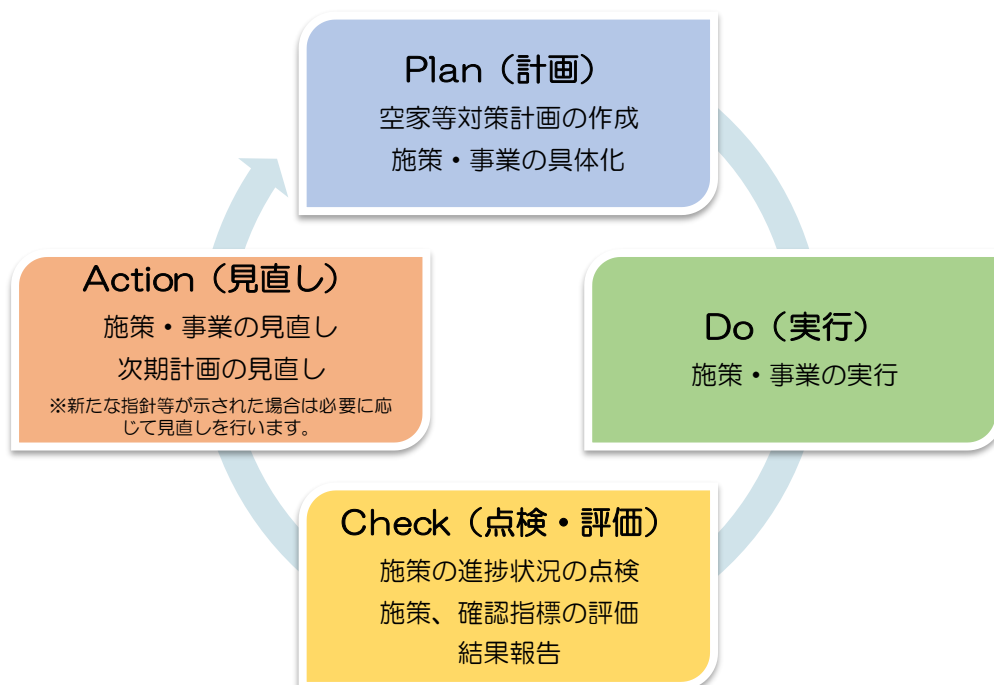 Plan（計画）
空家等対策計画の作成
施策・事業の具体化
Do（実行）
施策・事業の実行
Check（点検・評価）
施策の進捗状況の点検
施策、確認指標の評価
結果報告
Action（見直し）
施策・事業の見直し
次期計画の見直し
※新たな指針等が示された場合は必要に応
じて見直しを行います。